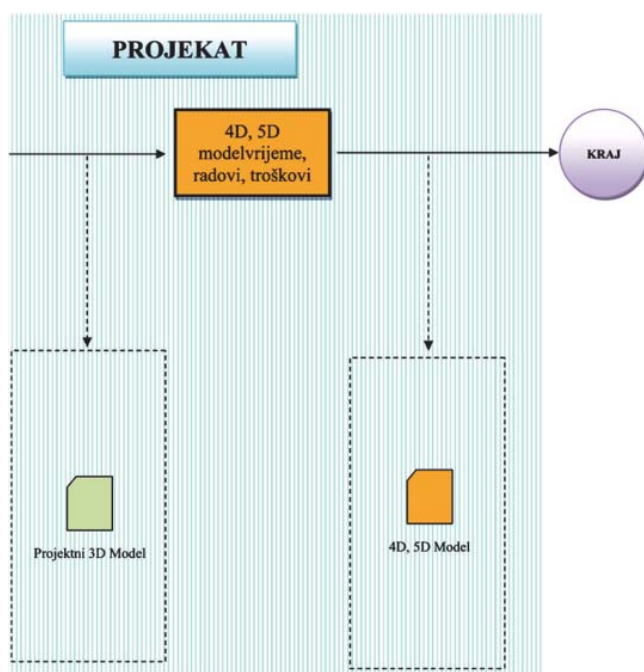 PROJEKAT
4D, 5D
modelvrijeme,
radovi, troškovi
KRAJ
Projektni 3D Model
4D, 5D Model